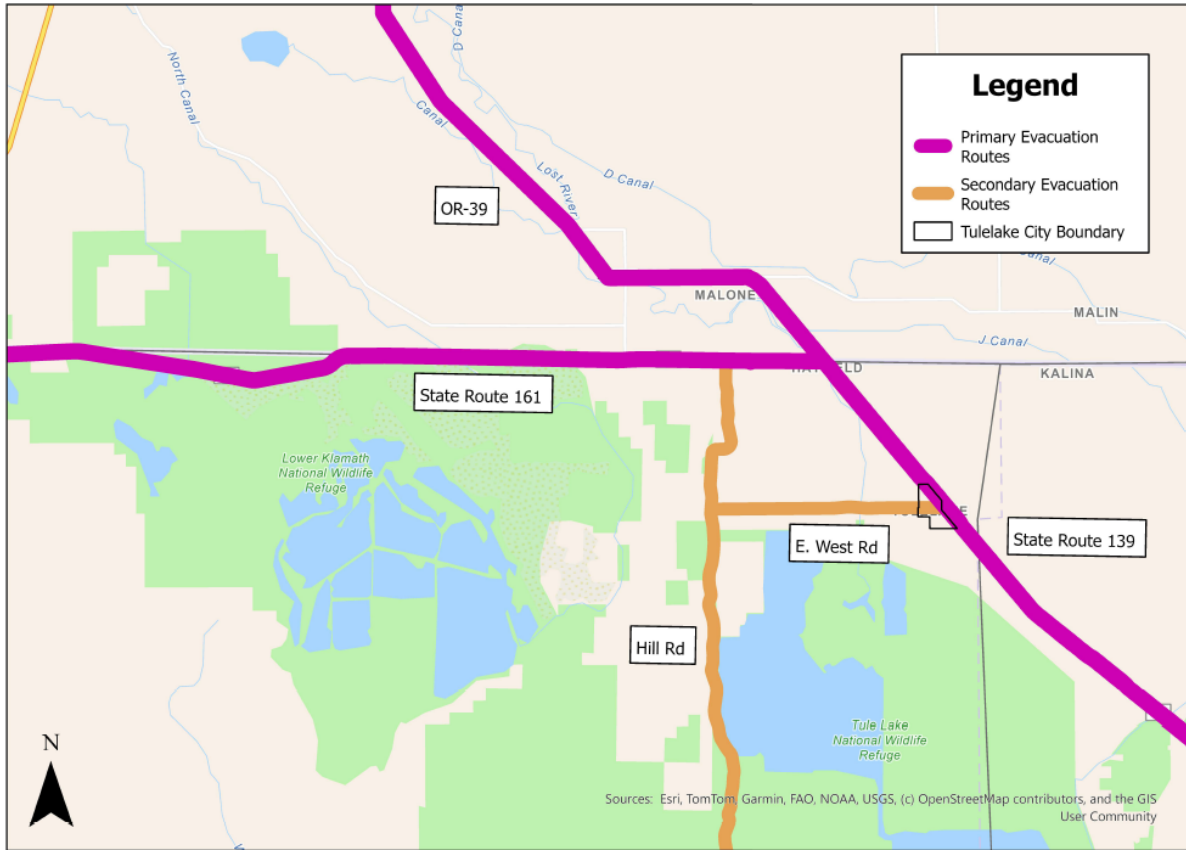 D Canal
North Canal
Canal
Lost River
D Canal
Legend
Primary Evacuation
Routes
Secondary Evacuation
Routes
Tulelake City Boundary
Canal
OR-39
MALONE
MALIN
J Canal
KALINA
State Route 161
Lower Klamath
National Wildlife
Refuge
E. West Rd
State Route 139
Hill Rd
Tule Lake
National Wildlife
Refuge
N
Sources: Esri, TomTom, Garmin, FAO, NOAA, USGS, (c) OpenStreetMap contributors, and the GIS
User Community